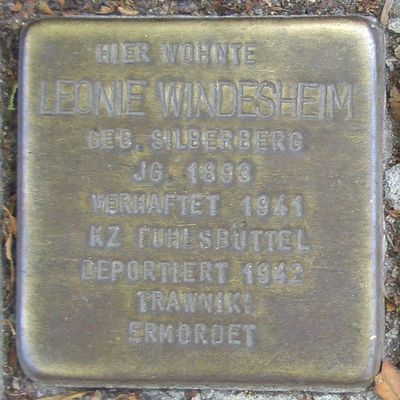 HIER WOHNTE
LEONIE WINDESHEIM
GEB. SILBERBERG
JG. 1893
VERHAFTET 1941
KZ FUHLSBÜTTEL
DEPORTIERT 1942
TRAWNIKI
ERMORDET